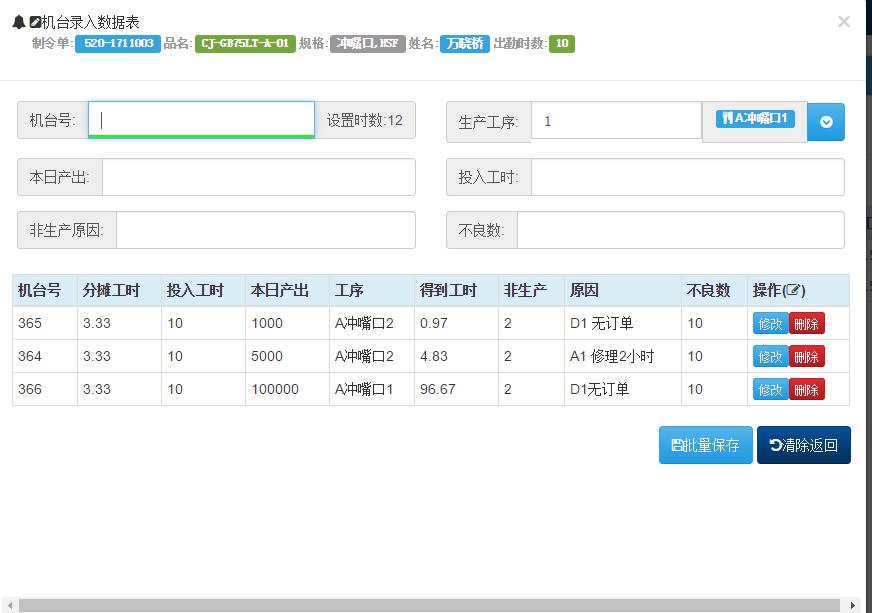 机台录入数据表 ×
制令单: 520-1711003 品名: CJ-GB75LT-A-01 规格: 冲嘴口,HSF 姓名: 万晓桥 出勤时数: 10
机台号: 设置时数:12 生产工序: 1 A冲嘴口1
本日产出: 投入工时:
非生产原因: 不良数:
机台号 分摊工时 投入工时 本日产出 工序 得到工时 非生产 原因 不良数 操作()
365 3.33 10 1000 A冲嘴口2 0.97 2 D1 无订单 10 修改 删除
364 3.33 10 5000 A冲嘴口2 4.83 2 A1 修理2小时 10 修改 删除
366 3.33 10 100000 A冲嘴口1 96.67 2 D1无订单 10 修改 删除
批量保存 清除返回